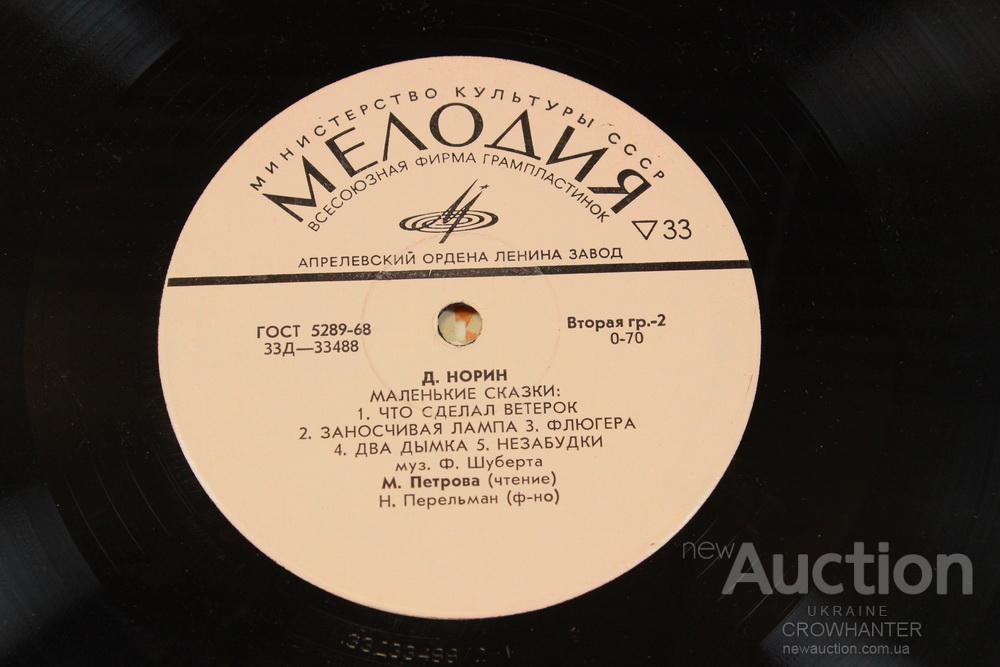 МИНИСТЕРСТВО КУЛЬТУРЫ СССР
МЕЛОДИЯ
ВСЕСОЮЗНАЯ ФИРМА ГРАМПЛАСТИНОК
▽33
АПРЕЛЕВСКИЙ ОРДЕНА ЛЕНИНА ЗАВОД
ГОСТ 5289-68
33Д—33488
Вторая гр.-2
0-70
Д. НОРИН
МАЛЕНЬКИЕ СКАЗКИ:
1. ЧТО СДЕЛАЛ ВЕТЕРОК
2. ЗАНОСЧИВАЯ ЛАМПА 3. ФЛЮГЕРА
4. ДВА ДЫМКА 5. НЕЗАБУДКИ
муз. Ф. Шуберта
М. Петрова (чтение)
Н. Перельман (ф-но)
new Auction
UKRAINE
CROWHANTER
newauction.com.ua